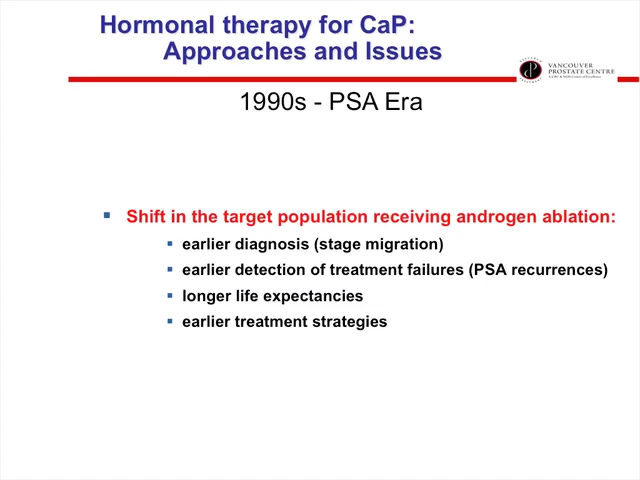 Hormonal therapy for CaP:
Approaches and Issues
VANCOUVER
PROSTATE CENTRE
1990s - PSA Era
Shift in the target population receiving androgen ablation:
earlier diagnosis (stage migration)
earlier detection of treatment failures (PSA recurrences)
longer life expectancies
earlier treatment strategies